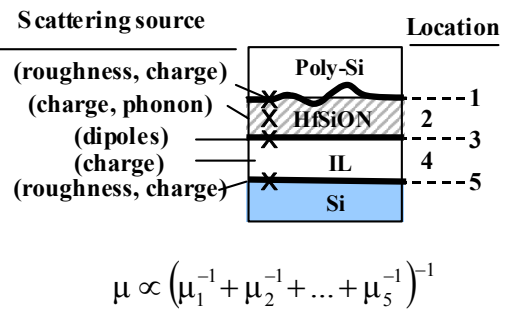 Scattering source
Location
Poly-Si
(roughness, charge)
1
(charge, phonon)
HfSiON
2
(dipoles)
3
(charge)
IL
4
(roughness, charge)
5
Si
μ ∝ (μ₁⁻¹ + μ₂⁻¹ + ... + μ₅⁻¹)⁻¹